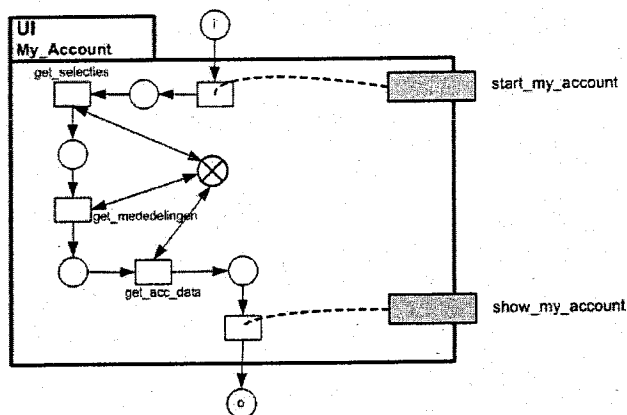 UI
My_Account
i
get_selecties
start_my_account
get_mededelingen
get_acc_data
show_my_account
o